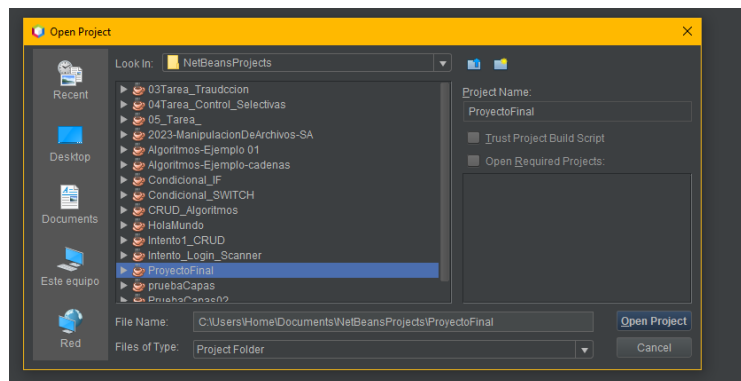 Open Project
Look In: NetBeansProjects
Recent
Desktop
Documents
Este equipo
Red
03Tarea_Traudccion
04Tarea_Control_Selectivas
05_Tarea_
2023-ManipulacionDeArchivos-SA
Algoritmos-Ejemplo 01
Algoritmos-Ejemplo-cadenas
Condicional_IF
Condicional_SWITCH
CRUD_Algoritmos
HolaMundo
Intento1_CRUD
Intento_Login_Scanner
ProyectoFinal
pruebaCapas
PruebaCapas02
Project Name:
ProyectoFinal
Trust Project Build Script
Open Required Projects:
File Name: C:\Users\Home\Documents\NetBeansProjects\ProyectoFinal
Open Project
Files of Type: Project Folder
Cancel